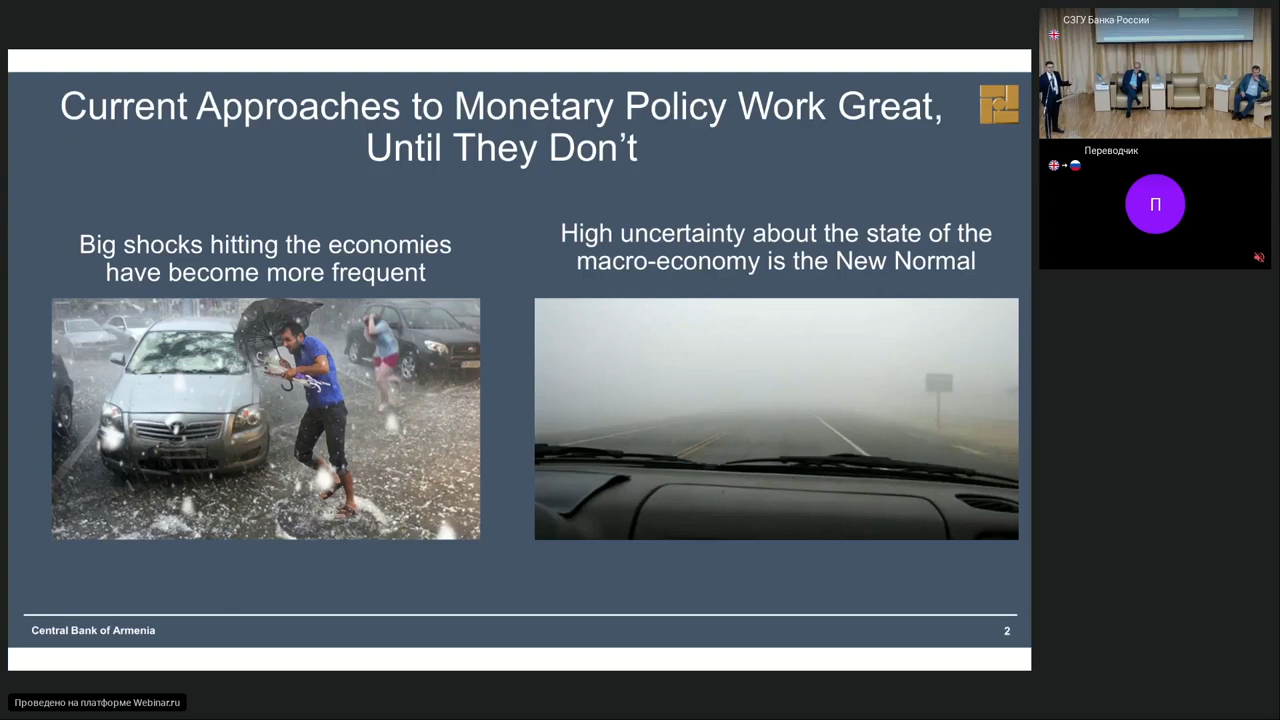 Current Approaches to Monetary Policy Work Great,
Until They Don't
Big shocks hitting the economies
have become more frequent
High uncertainty about the state of the
macro-economy is the New Normal
Central Bank of Armenia
2
СЗГУ Банка России
Переводчик
П
Проведено на платформе Webinar.ru